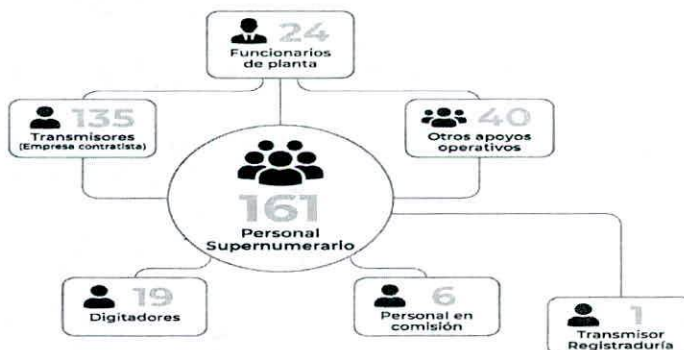 24
Funcionarios
de planta
135
Transmisores
(Empresa contratista)
40
Otros apoyos
operativos
161
Personal
Supernumerario
19
Digitadores
6
Personal en
comisión
1
Transmisor
Registraduría